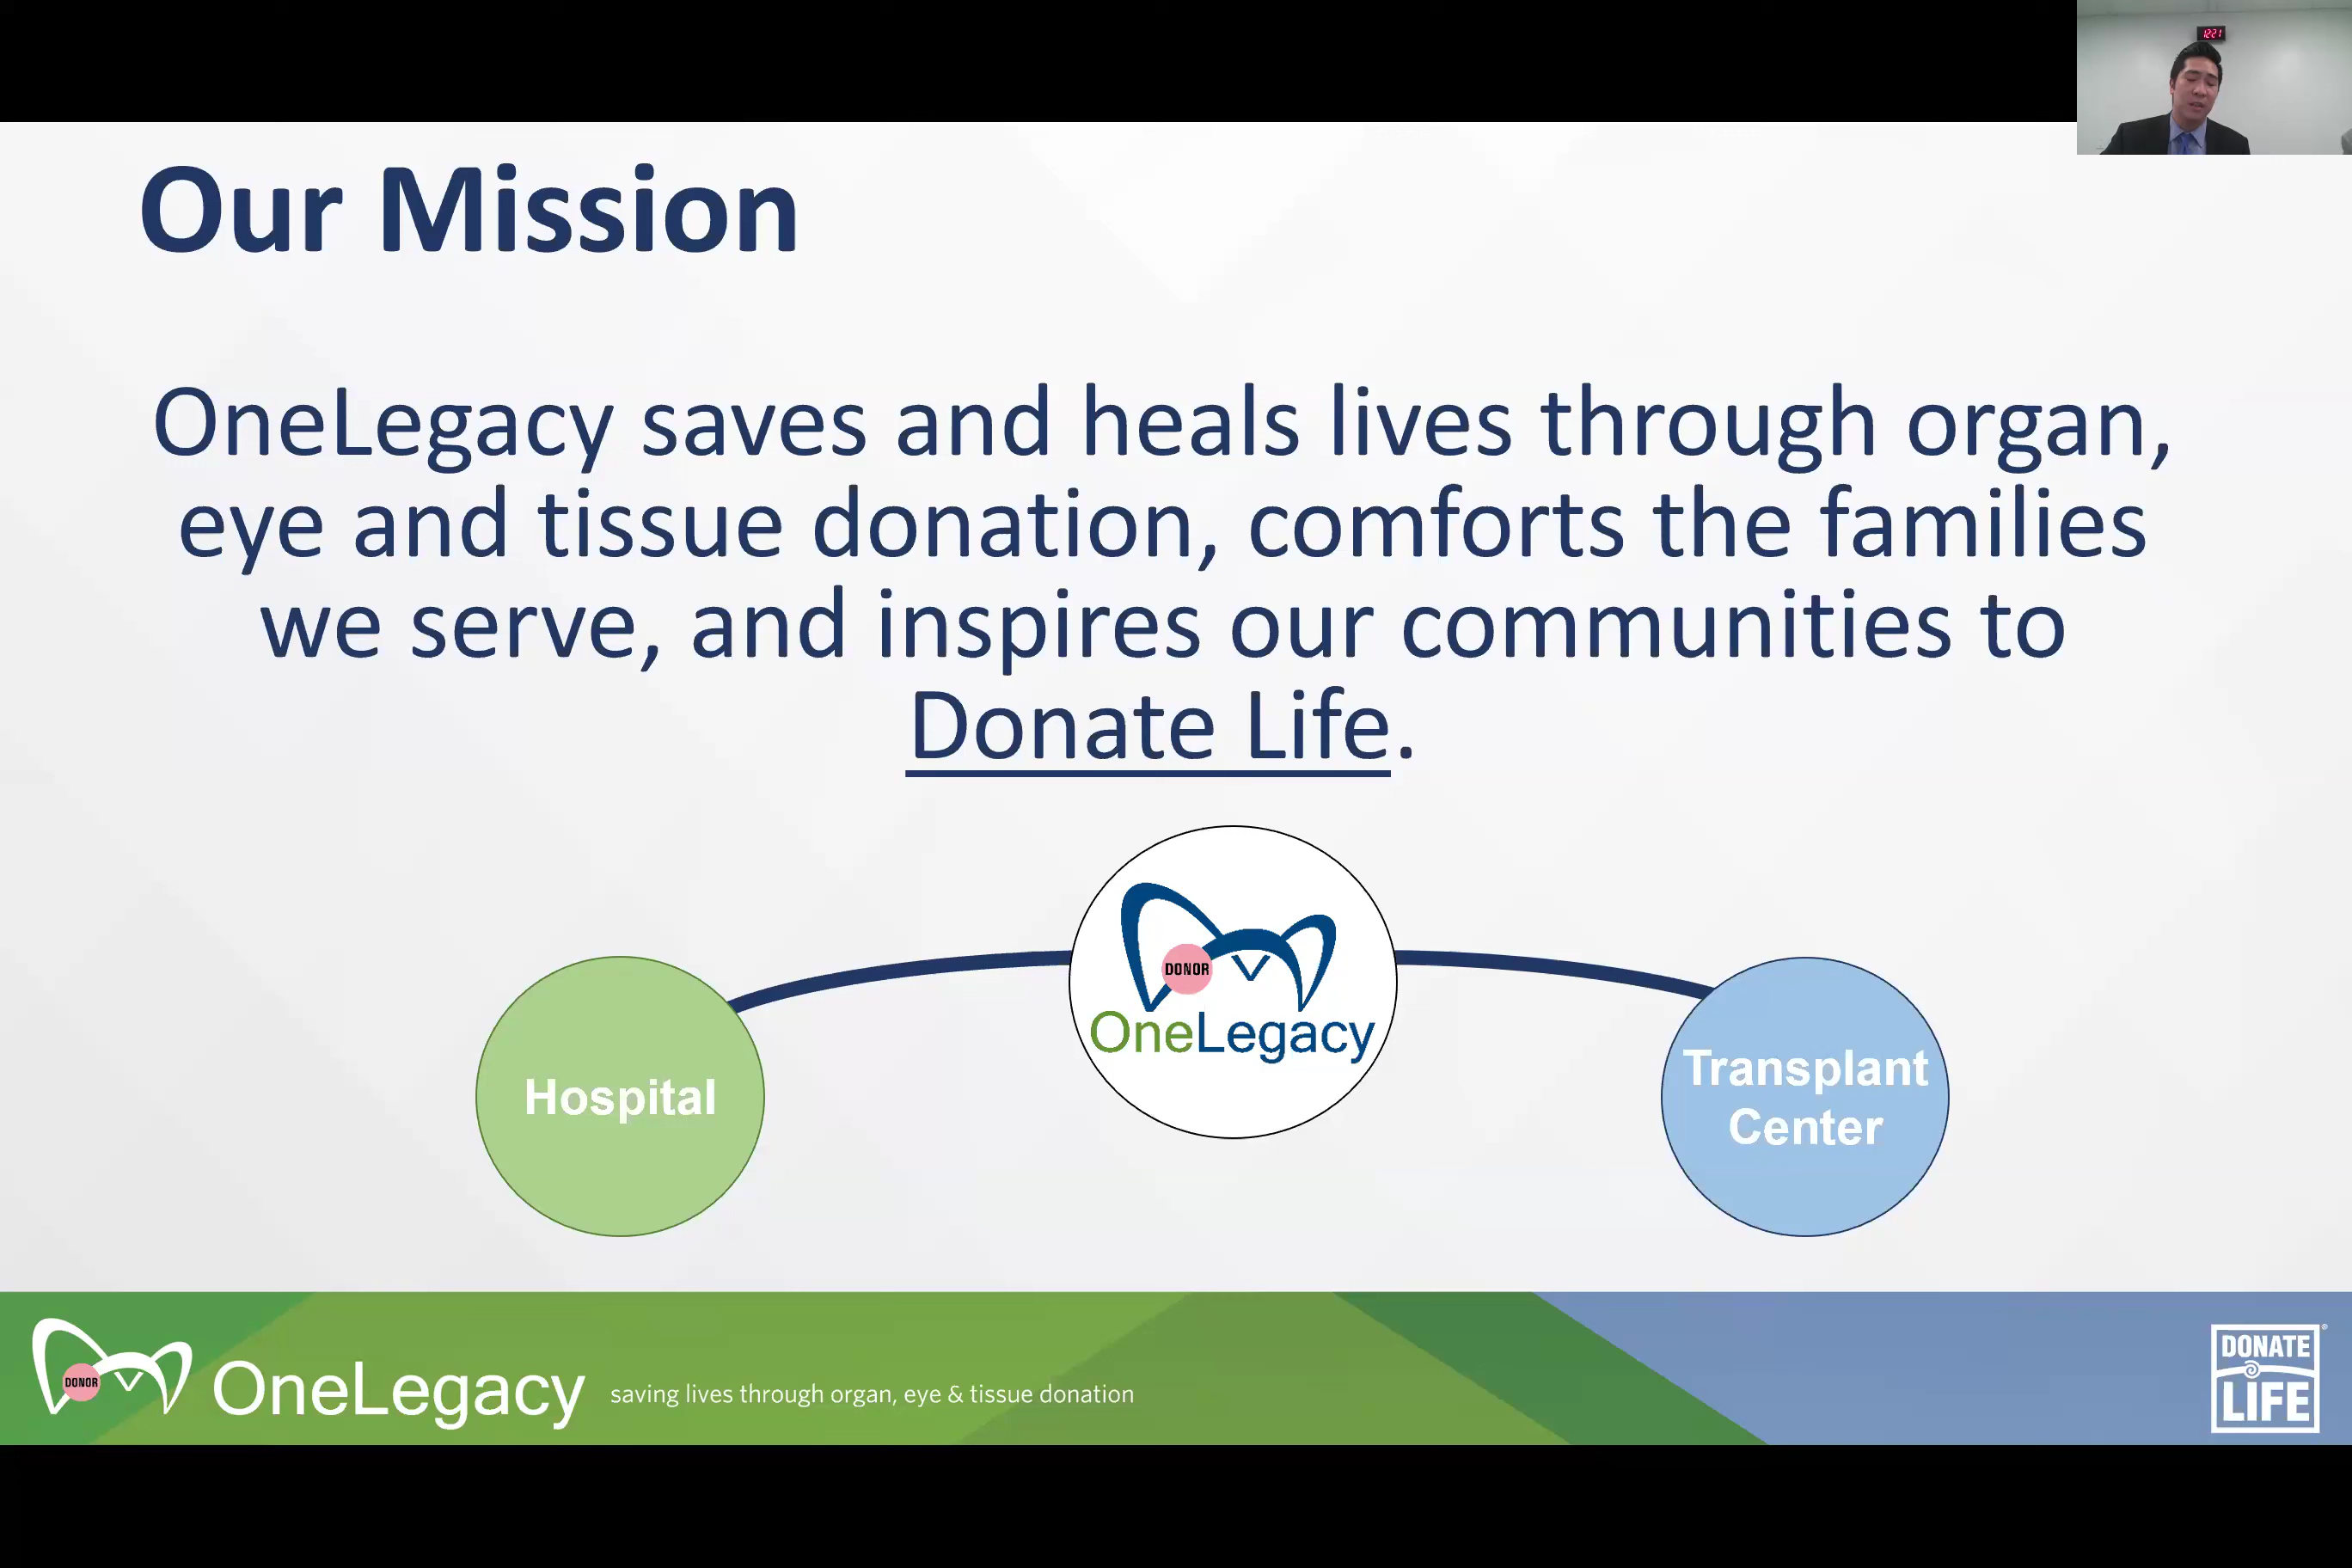 12:21
Our Mission
OneLegacy saves and heals lives through organ,
eye and tissue donation, comforts the families
we serve, and inspires our communities to
Donate Life.
DONOR
OneLegacy
Hospital
Transplant
Center
DONOR
OneLegacy
saving lives through organ, eye & tissue donation
DONATE
LIFE
®